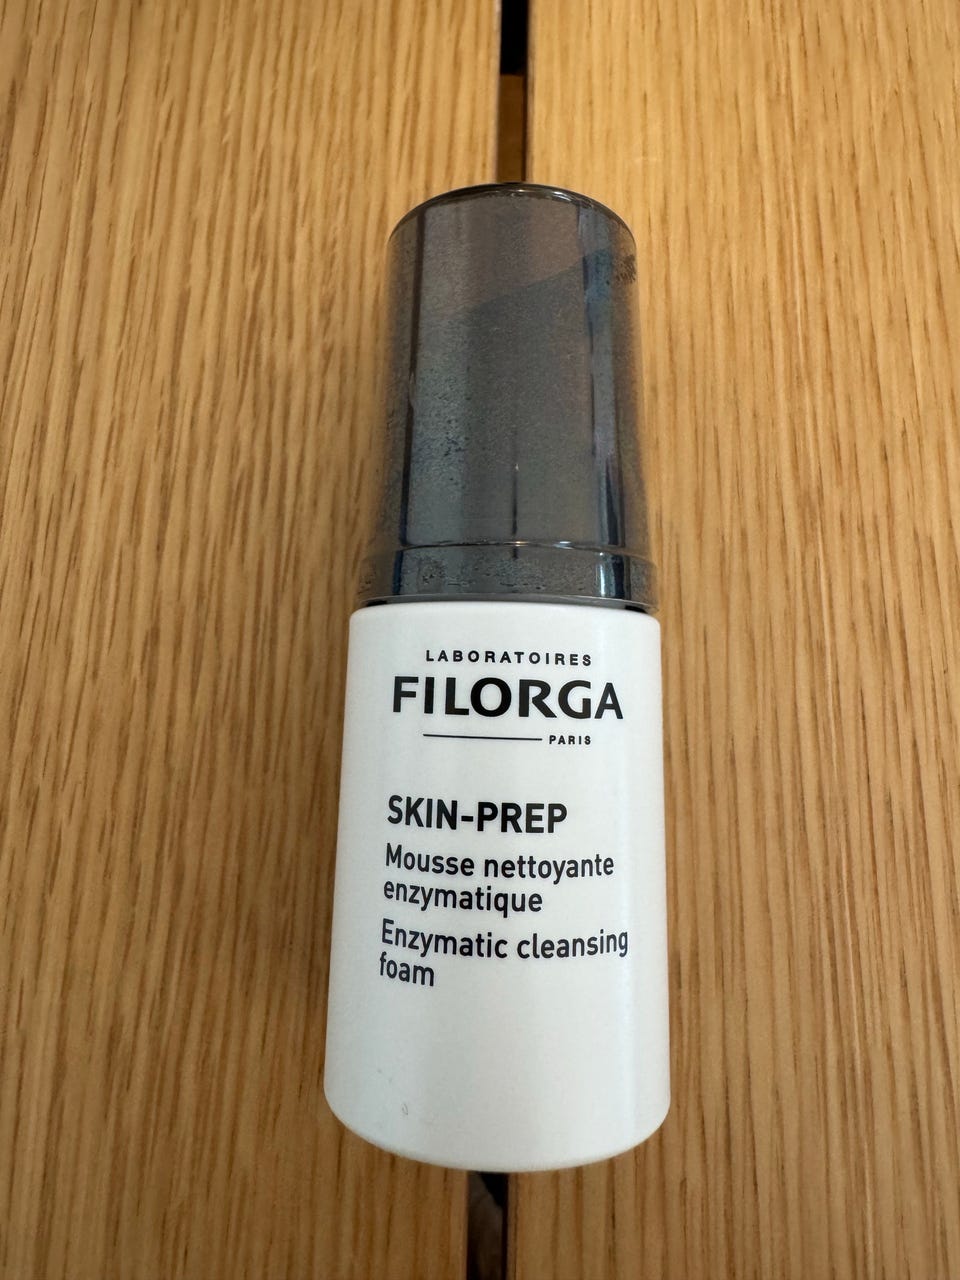 LABORATOIRES
FILORGA
PARIS
SKIN-PREP
Mousse nettoyante
enzymatique
Enzymatic cleansing
foam